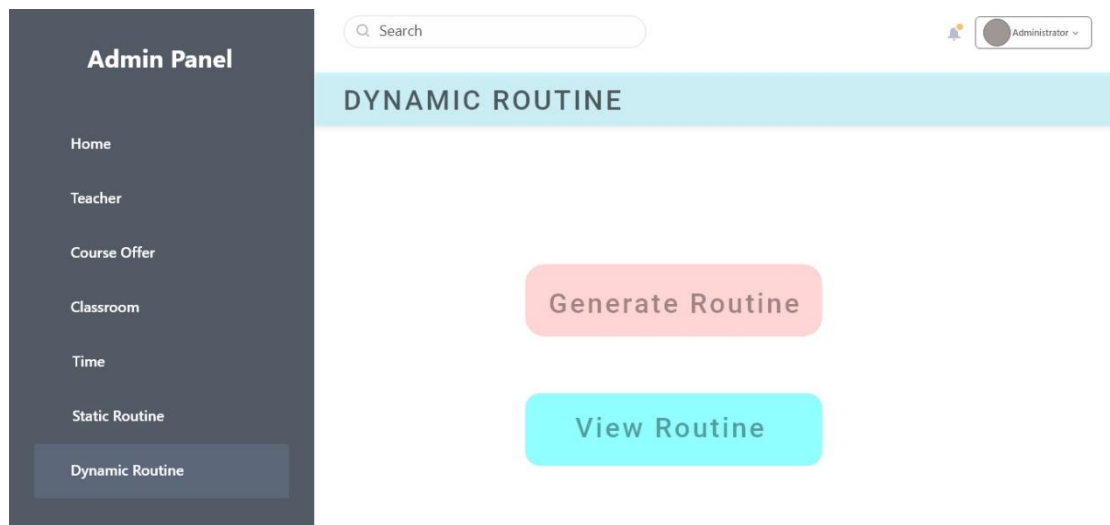 Admin Panel
Home
Teacher
Course Offer
Classroom
Time
Static Routine
Dynamic Routine
Search
Administrator
DYNAMIC ROUTINE
Generate Routine
View Routine